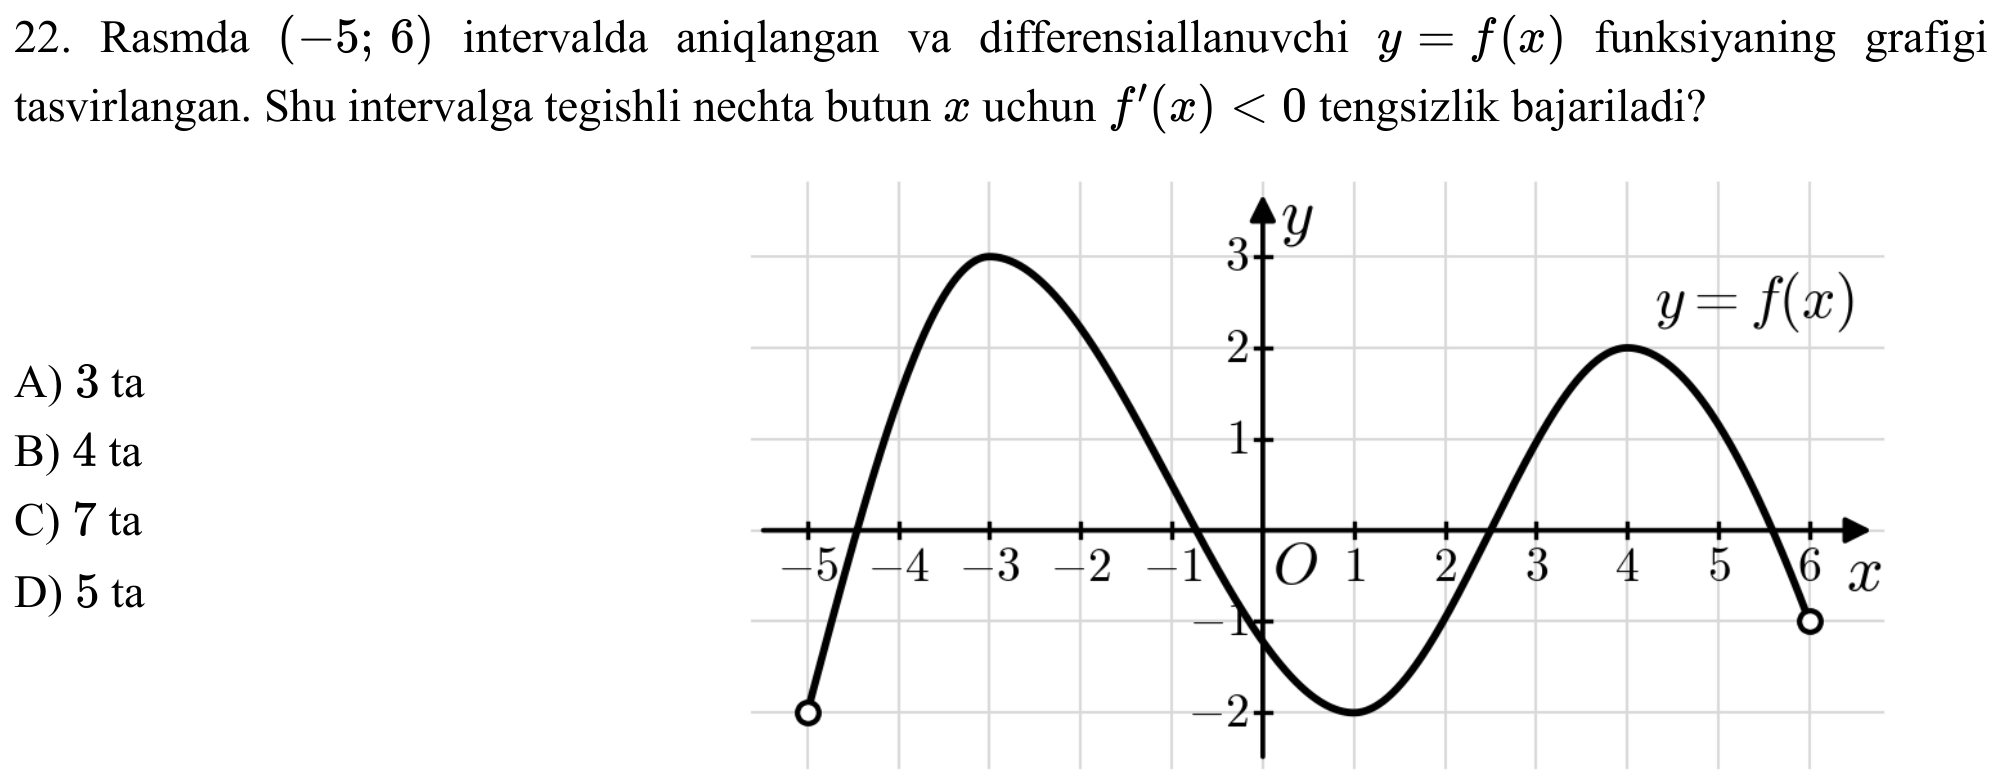 22. Rasmda (−5; 6) intervalda aniqlangan va differensiallanuvchi y = f(x) funksiyaning grafigi
tasvirlangan. Shu intervalga tegishli nechta butun x uchun f′(x) < 0 tengsizlik bajariladi?
y
3
y = f(x)
2
A) 3 ta
B) 4 ta
1
C) 7 ta
−5 −4 −3 −2 −1 O 1 2 3 4 5 6 x
D) 5 ta
−1
−2